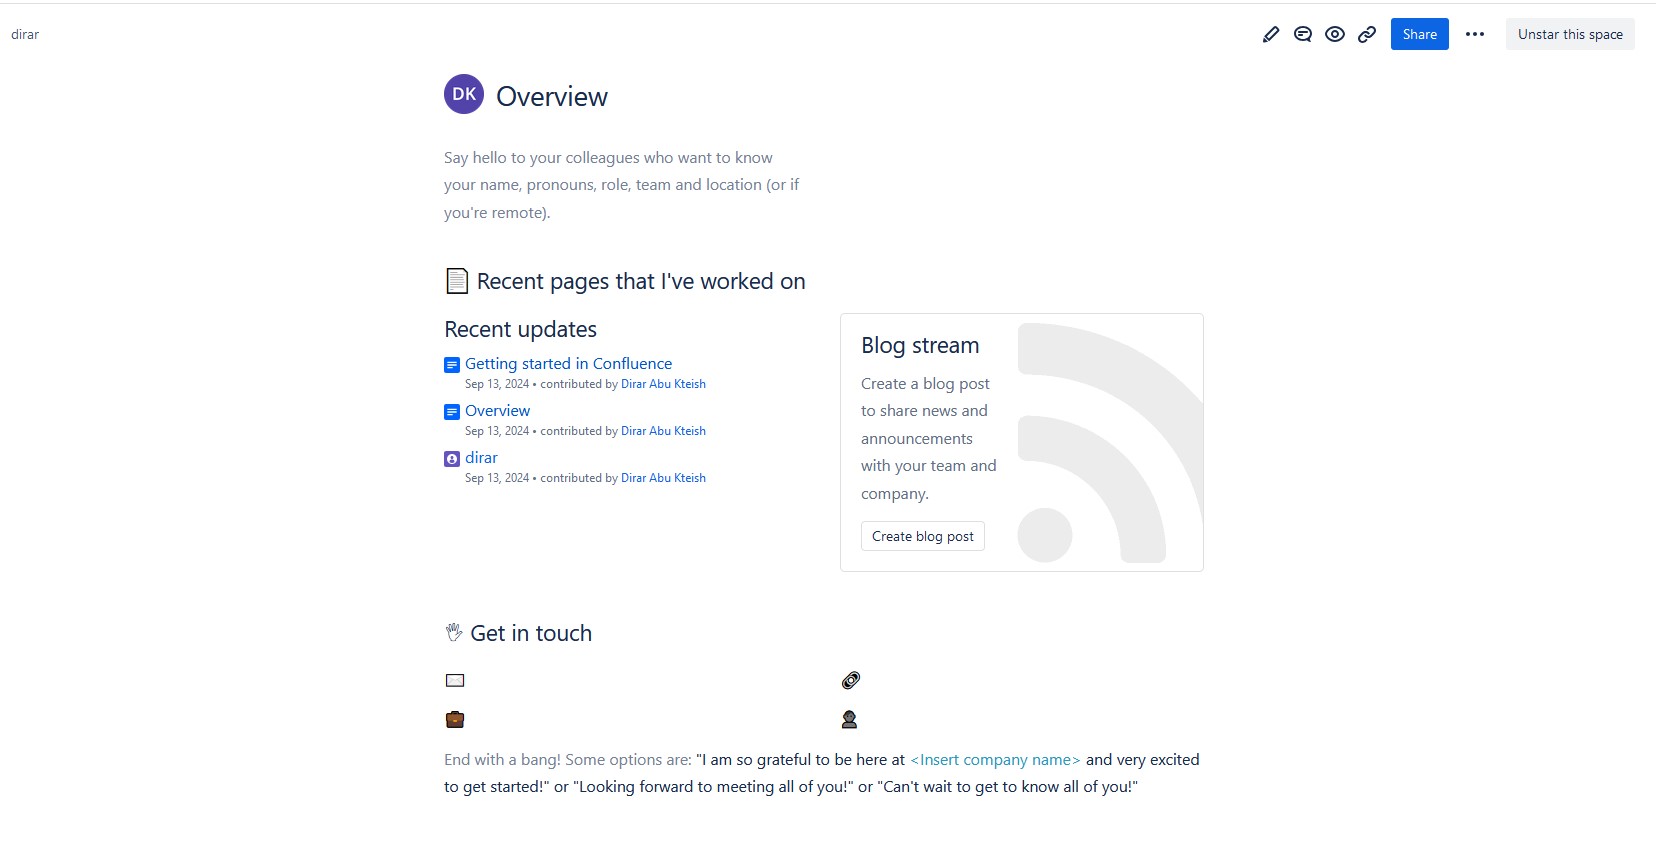 dirar
Share
Unstar this space
DK
Overview
Say hello to your colleagues who want to know
your name, pronouns, role, team and location (or if
you're remote).
Recent pages that I've worked on
Recent updates
Getting started in Confluence
Sep 13, 2024 • contributed by Dirar Abu Kteish
Overview
Sep 13, 2024 • contributed by Dirar Abu Kteish
dirar
Sep 13, 2024 • contributed by Dirar Abu Kteish
Blog stream
Create a blog post
to share news and
announcements
with your team and
company.
Create blog post
Get in touch
End with a bang! Some options are: "I am so grateful to be here at <Insert company name> and very excited
to get started!" or "Looking forward to meeting all of you!" or "Can't wait to get to know all of you!"